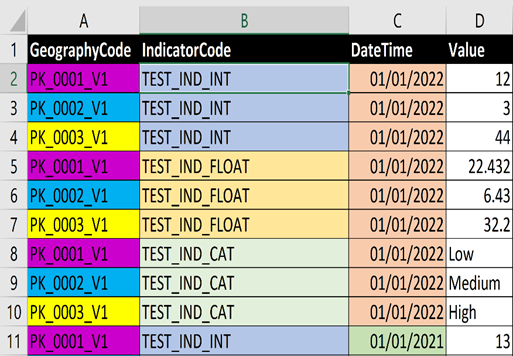 A B C D
1 GeographyCode IndicatorCode DateTime Value
2 PK_0001_V1 TEST_IND_INT 01/01/2022 12
3 PK_0002_V1 TEST_IND_INT 01/01/2022 3
4 PK_0003_V1 TEST_IND_INT 01/01/2022 44
5 PK_0001_V1 TEST_IND_FLOAT 01/01/2022 22.432
6 PK_0002_V1 TEST_IND_FLOAT 01/01/2022 6.43
7 PK_0003_V1 TEST_IND_FLOAT 01/01/2022 32.2
8 PK_0001_V1 TEST_IND_CAT 01/01/2022 Low
9 PK_0002_V1 TEST_IND_CAT 01/01/2022 Medium
10 PK_0003_V1 TEST_IND_CAT 01/01/2022 High
11 PK_0001_V1 TEST_IND_INT 01/01/2021 13